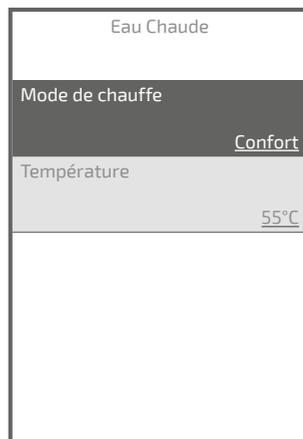 Eau Chaude
Mode de chauffe
Confort
Température
55°C